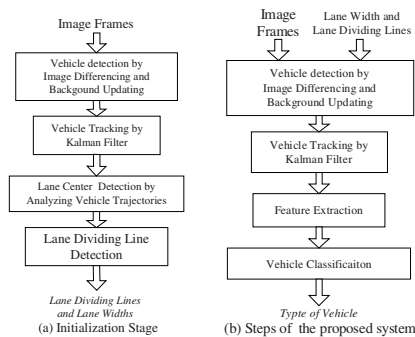 Image Frames
Vehicle detection by
Image Differencing and
Backgound Updating
Vehicle Tracking by
Kalman Filter
Lane Center Detection by
Analyzing Vehicle Trajectories
Lane Dividing Line
Detection
Lane Dividing Lines
and Lane Widths
(a) Initialization Stage
Image
Frames
Lane Width and
Lane Dividing Lines
Vehicle detection by
Image Differencing and
Background Updating
Vehicle Tracking by
Kalman Filter
Feature Extraction
Vehicle Classificaiton
Typte of Vehicle
(b) Steps of the proposed system